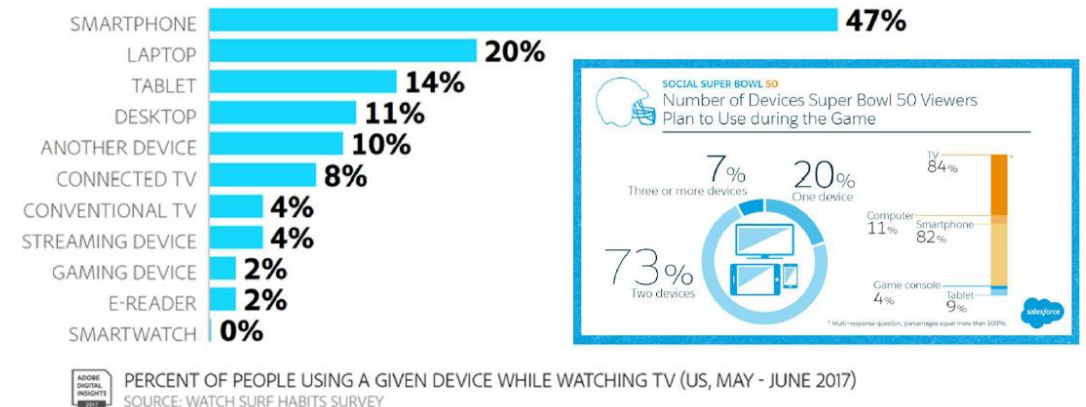 SMARTPHONE 47%
LAPTOP 20%
TABLET 14%
DESKTOP 11%
ANOTHER DEVICE 10%
CONNECTED TV 8%
CONVENTIONAL TV 4%
STREAMING DEVICE 4%
GAMING DEVICE 2%
E-READER 2%
SMARTWATCH 0%
SOCIAL SUPER BOWL 50
Number of Devices Super Bowl 50 Viewers
Plan to Use during the Game
7%
Three or more devices
20%
One device
73%
Two devices
TV
84%
Computer
11%
Smartphone
82%
Game console
4%
Tablet
9%
* Multi-response question, percentages equal more than 100%.
salesforce
ADOBE
DIGITAL
INSIGHTS
2017
PERCENT OF PEOPLE USING A GIVEN DEVICE WHILE WATCHING TV (US, MAY - JUNE 2017)
SOURCE: WATCH SURF HABITS SURVEY